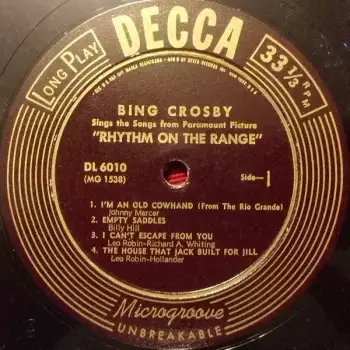 DECCA
LONG PLAY
33 1/3 RPM
BING CROSBY
Sings the Songs from Paramount Picture
"RHYTHM ON THE RANGE"
DL 6010
(MG 1538)
Side—1
1. I'M AN OLD COWHAND (From The Rio Grande)
Johnny Mercer
2. EMPTY SADDLES
Billy Hill
3. I CAN'T ESCAPE FROM YOU
Leo Robin-Richard A. Whiting
4. THE HOUSE THAT JACK BUILT FOR JILL
Leo Robin-Hollander
Microgroove
UNBREAKABLE